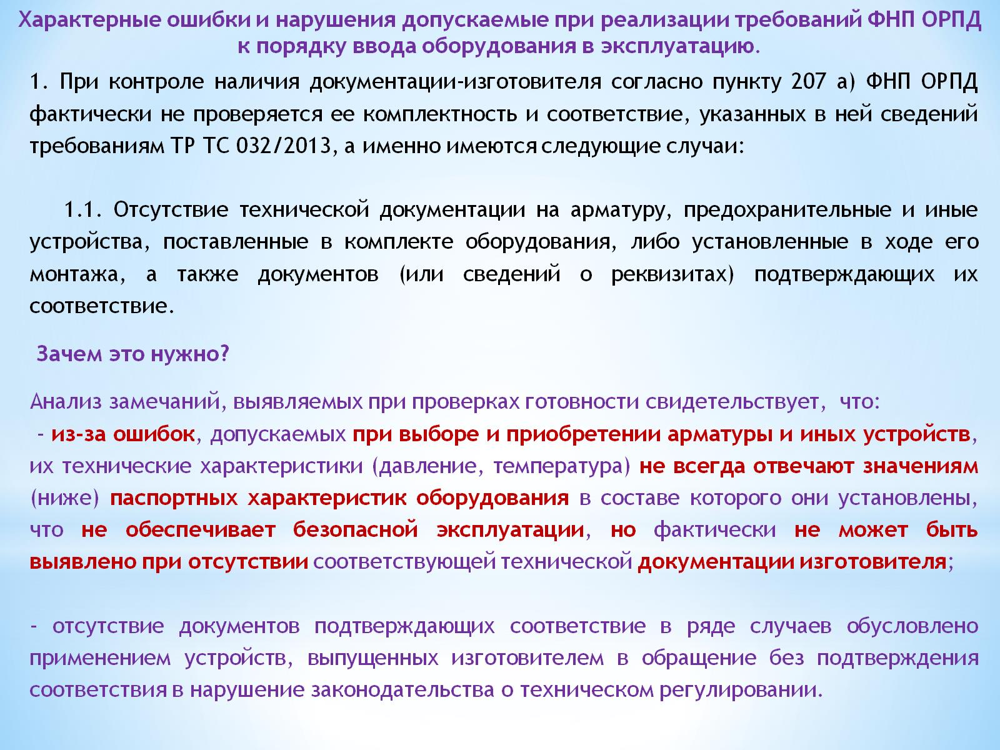 Характерные ошибки и нарушения допускаемые при реализации требований ФНП ОРПД
к порядку ввода оборудования в эксплуатацию.
1. При контроле наличия документации-изготовителя согласно пункту 207 а) ФНП ОРПД
фактически не проверяется ее комплектность и соответствие, указанных в ней сведений
требованиям ТР ТС 032/2013, а именно имеются следующие случаи:
1.1. Отсутствие технической документации на арматуру, предохранительные и иные
устройства, поставленные в комплекте оборудования, либо установленные в ходе его
монтажа, а также документов (или сведений о реквизитах) подтверждающих их
соответствие.
Зачем это нужно?
Анализ замечаний, выявляемых при проверках готовности свидетельствует, что:
- из-за ошибок, допускаемых при выборе и приобретении арматуры и иных устройств,
их технические характеристики (давление, температура) не всегда отвечают значениям
(ниже) паспортных характеристик оборудования в составе которого они установлены,
что не обеспечивает безопасной эксплуатации, но фактически не может быть
выявлено при отсутствии соответствующей технической документации изготовителя;
- отсутствие документов подтверждающих соответствие в ряде случаев обусловлено
применением устройств, выпущенных изготовителем в обращение без подтверждения
соответствия в нарушение законодательства о техническом регулировании.